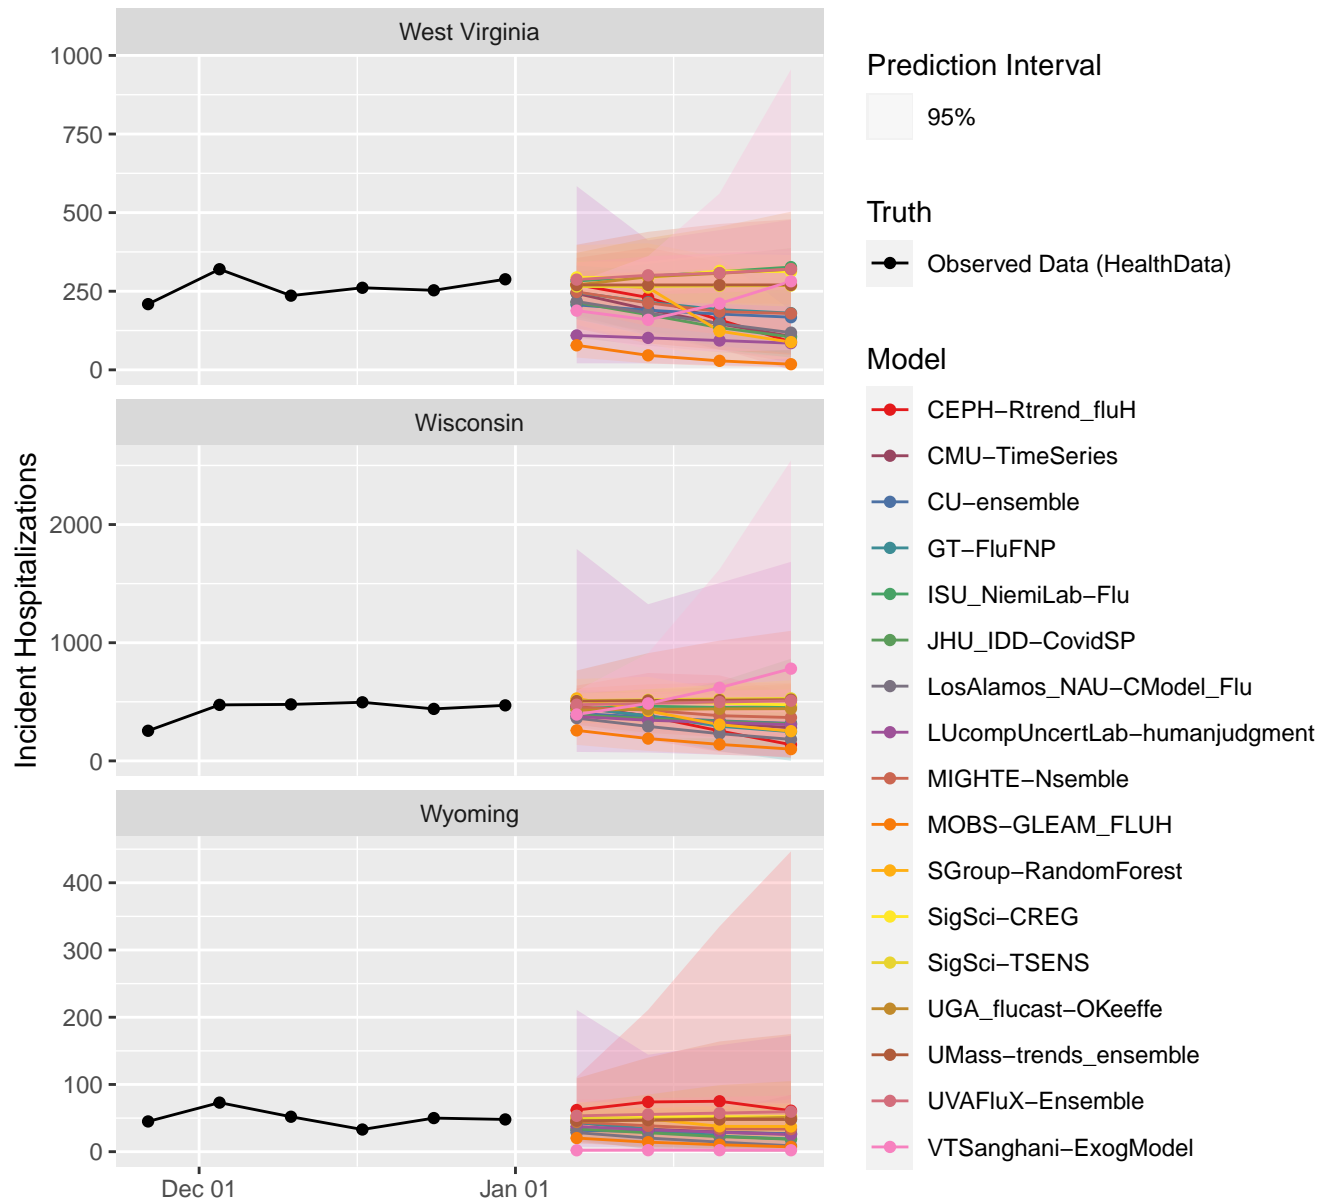 West Virginia
1000
750
500
250
0
Wisconsin
2000
1000
0
Wyoming
400
300
200
100
0
Dec 01
Jan 01
Incident Hospitalizations
Prediction Interval
95%
Truth
Observed Data (HealthData)
Model
CEPH−Rtrend_fluH
CMU−TimeSeries
CU−ensemble
GT−FluFNP
ISU_NiemiLab−Flu
JHU_IDD−CovidSP
LosAlamos_NAU−CModel_Flu
LUcompUncertLab−humanjudgment
MIGHTE−Nsemble
MOBS−GLEAM_FLUH
SGroup−RandomForest
SigSci−CREG
SigSci−TSENS
UGA_flucast−OKeeffe
UMass−trends_ensemble
UVAFluX−Ensemble
VTSanghani−ExogModel